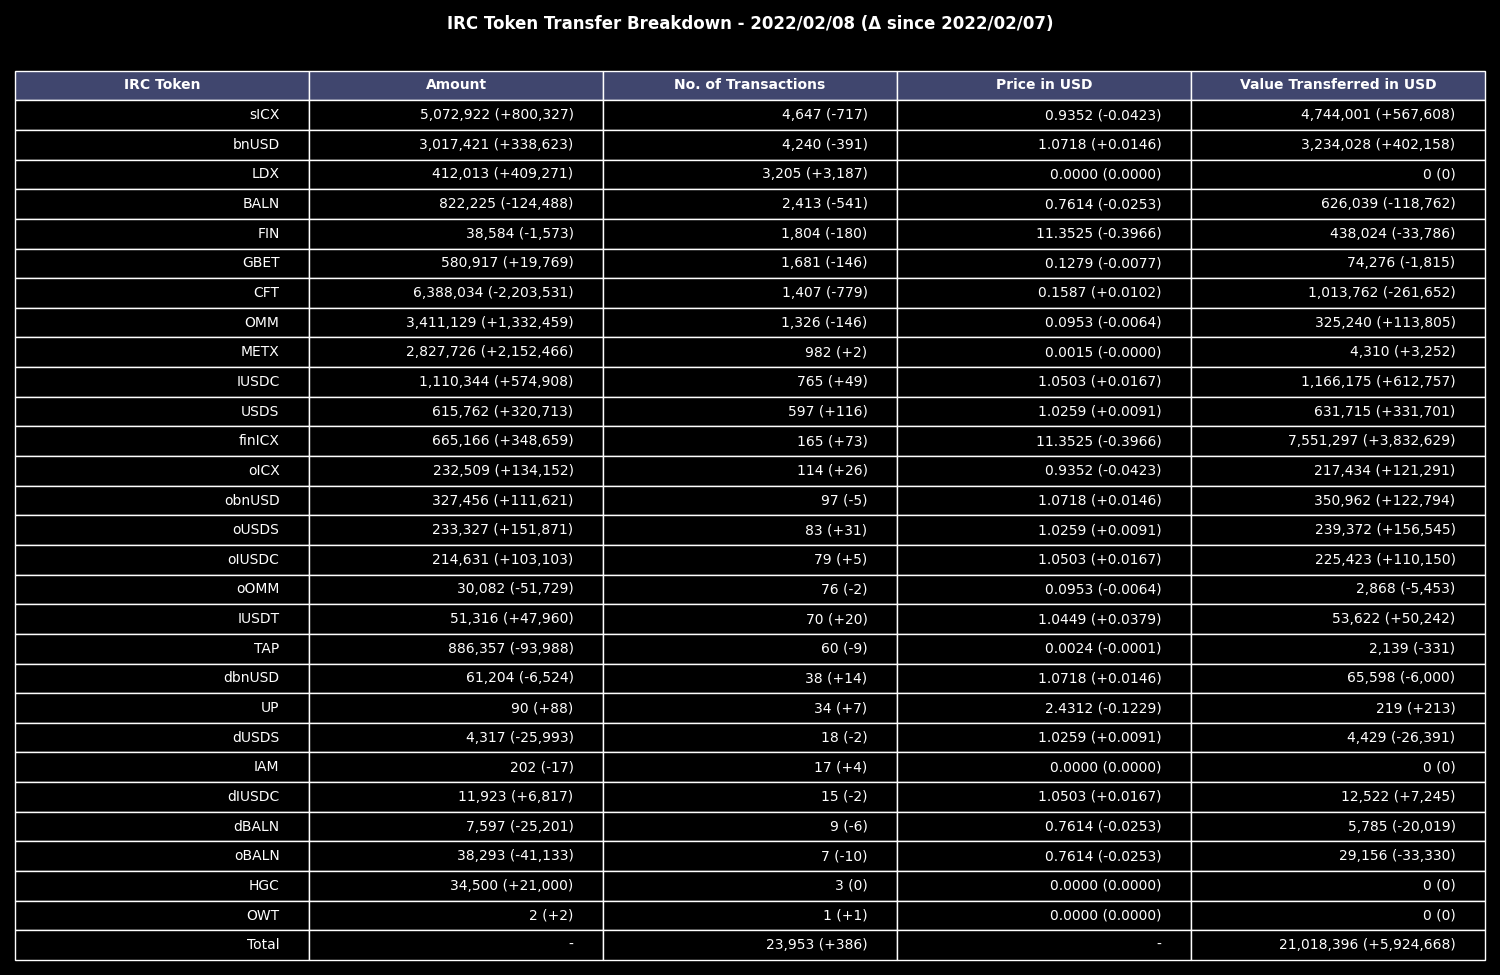 IRC Token Transfer Breakdown - 2022/02/08 (Δ since 2022/02/07)
IRC Token Amount No. of Transactions Price in USD Value Transferred in USD
sICX 5,072,922 (+800,327) 4,647 (-717) 0.9352 (-0.0423) 4,744,001 (+567,608)
bnUSD 3,017,421 (+338,623) 4,240 (-391) 1.0718 (+0.0146) 3,234,028 (+402,158)
LDX 412,013 (+409,271) 3,205 (+3,187) 0.0000 (0.0000) 0 (0)
BALN 822,225 (-124,488) 2,413 (-541) 0.7614 (-0.0253) 626,039 (-118,762)
FIN 38,584 (-1,573) 1,804 (-180) 11.3525 (-0.3966) 438,024 (-33,786)
GBET 580,917 (+19,769) 1,681 (-146) 0.1279 (-0.0077) 74,276 (-1,815)
CFT 6,388,034 (-2,203,531) 1,407 (-779) 0.1587 (+0.0102) 1,013,762 (-261,652)
OMM 3,411,129 (+1,332,459) 1,326 (-146) 0.0953 (-0.0064) 325,240 (+113,805)
METX 2,827,726 (+2,152,466) 982 (+2) 0.0015 (-0.0000) 4,310 (+3,252)
IUSDC 1,110,344 (+574,908) 765 (+49) 1.0503 (+0.0167) 1,166,175 (+612,757)
USDS 615,762 (+320,713) 597 (+116) 1.0259 (+0.0091) 631,715 (+331,701)
finICX 665,166 (+348,659) 165 (+73) 11.3525 (-0.3966) 7,551,297 (+3,832,629)
oICX 232,509 (+134,152) 114 (+26) 0.9352 (-0.0423) 217,434 (+121,291)
obnUSD 327,456 (+111,621) 97 (-5) 1.0718 (+0.0146) 350,962 (+122,794)
oUSDS 233,327 (+151,871) 83 (+31) 1.0259 (+0.0091) 239,372 (+156,545)
oIUSDC 214,631 (+103,103) 79 (+5) 1.0503 (+0.0167) 225,423 (+110,150)
oOMM 30,082 (-51,729) 76 (-2) 0.0953 (-0.0064) 2,868 (-5,453)
IUSDT 51,316 (+47,960) 70 (+20) 1.0449 (+0.0379) 53,622 (+50,242)
TAP 886,357 (-93,988) 60 (-9) 0.0024 (-0.0001) 2,139 (-331)
dbnUSD 61,204 (-6,524) 38 (+14) 1.0718 (+0.0146) 65,598 (-6,000)
UP 90 (+88) 34 (+7) 2.4312 (-0.1229) 219 (+213)
dUSDS 4,317 (-25,993) 18 (-2) 1.0259 (+0.0091) 4,429 (-26,391)
IAM 202 (-17) 17 (+4) 0.0000 (0.0000) 0 (0)
dIUSDC 11,923 (+6,817) 15 (-2) 1.0503 (+0.0167) 12,522 (+7,245)
dBALN 7,597 (-25,201) 9 (-6) 0.7614 (-0.0253) 5,785 (-20,019)
oBALN 38,293 (-41,133) 7 (-10) 0.7614 (-0.0253) 29,156 (-33,330)
HGC 34,500 (+21,000) 3 (0) 0.0000 (0.0000) 0 (0)
OWT 2 (+2) 1 (+1) 0.0000 (0.0000) 0 (0)
Total - 23,953 (+386) - 21,018,396 (+5,924,668)